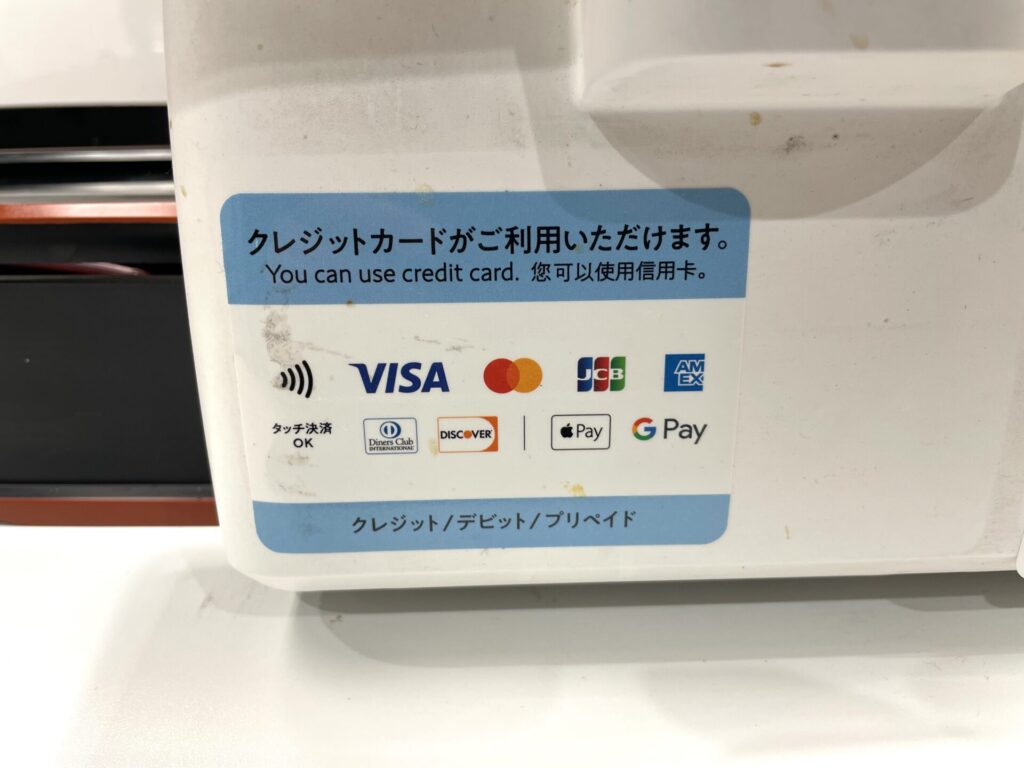 クレジットカードがご利用いただけます。
You can use credit card. 您可以使用信用卡。
VISA JCB AM EX
タッチ決済 OK
Diners Club INTERNATIONAL DISCOVER Pay G Pay
クレジット/デビット/プリペイド